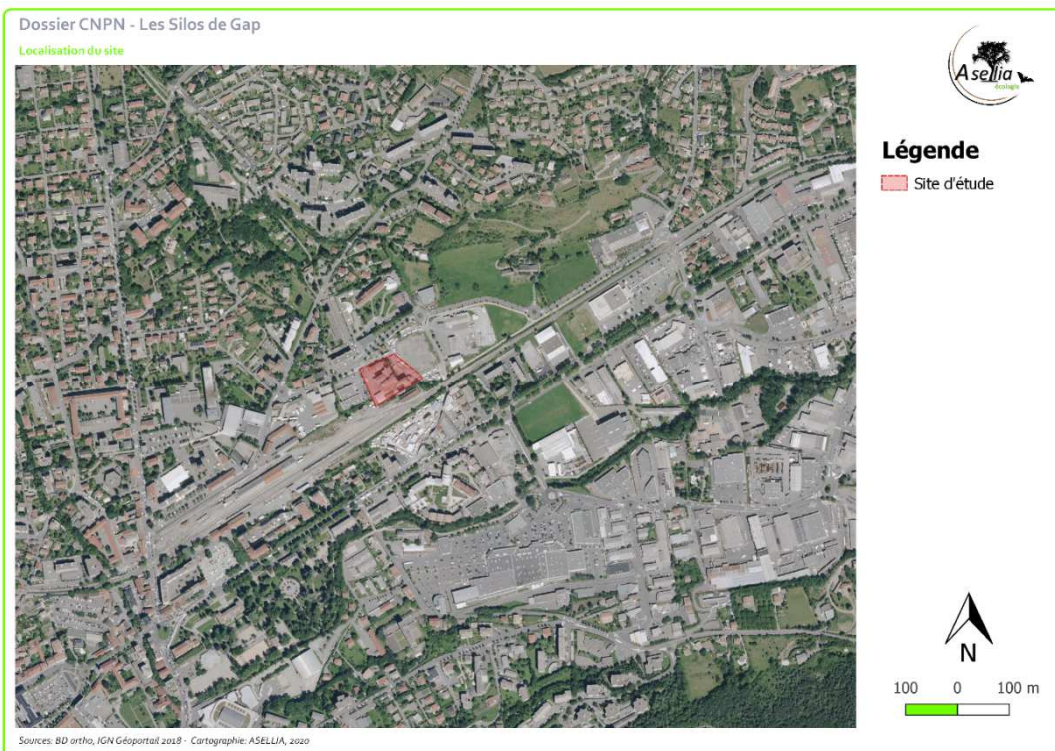 Dossier CNPN - Les Silos de Gap
Localisation du site
Asellia
écologie
Légende
Site d'étude
N
100 0 100 m
Sources: BD ortho, IGN Géoportail 2018 - Cartographie: ASELLIA, 2020